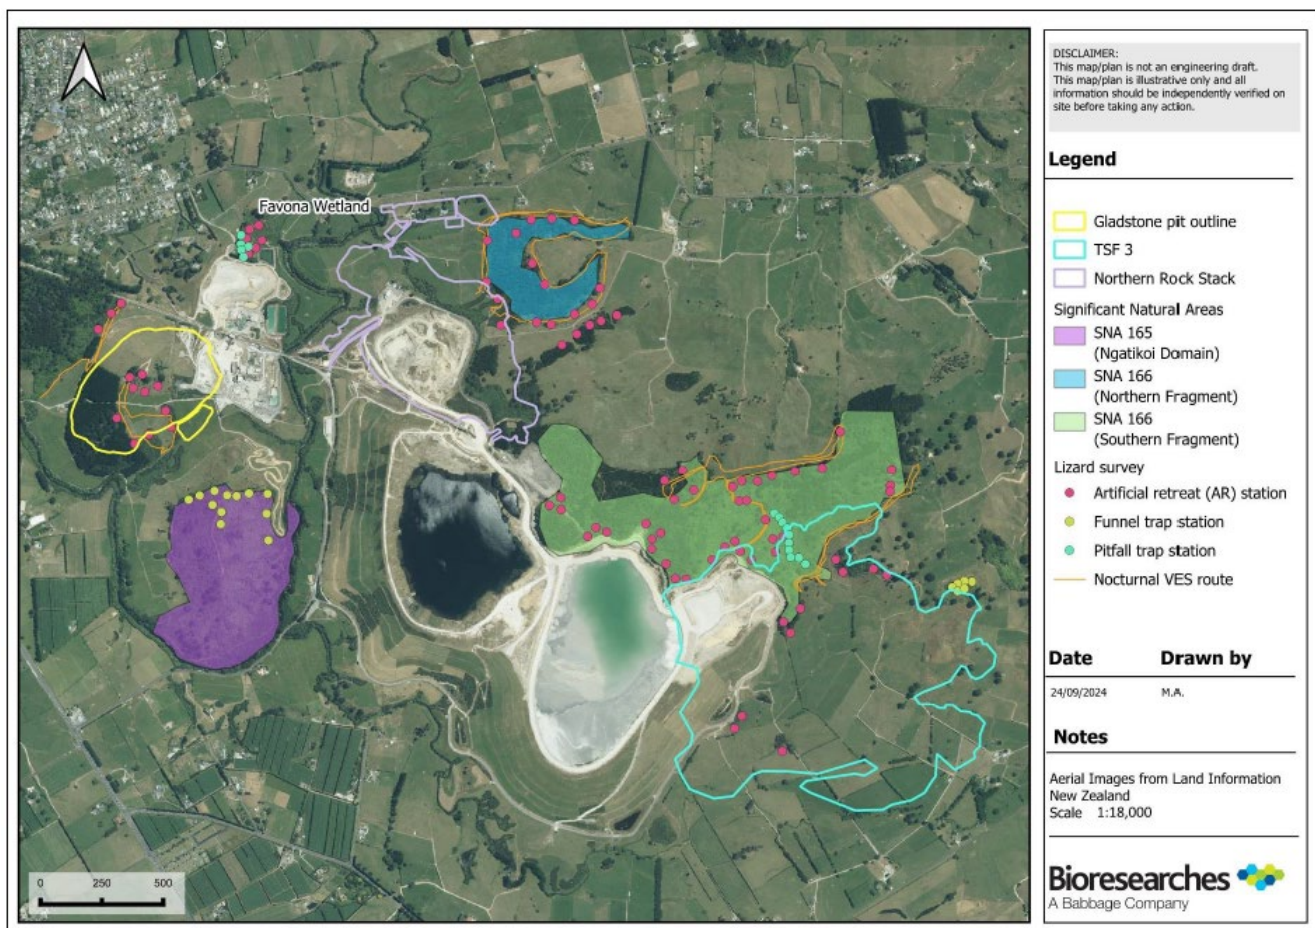 Favona Wetland
0 250 500
DISCLAIMER:
This map/plan is not an engineering draft.
This map/plan is illustrative only and all
information should be independently verified on
site before taking any action.
Legend
Gladstone pit outline
TSF 3
Northern Rock Stack
Significant Natural Areas
SNA 165
(Ngatikoi Domain)
SNA 166
(Northern Fragment)
SNA 166
(Southern Fragment)
Lizard survey
Artificial retreat (AR) station
Funnel trap station
Pitfall trap station
Nocturnal VES route
Date Drawn by
24/09/2024 M.A.
Notes
Aerial Images from Land Information
New Zealand
Scale 1:18,000
Bioresearches
A Babbage Company